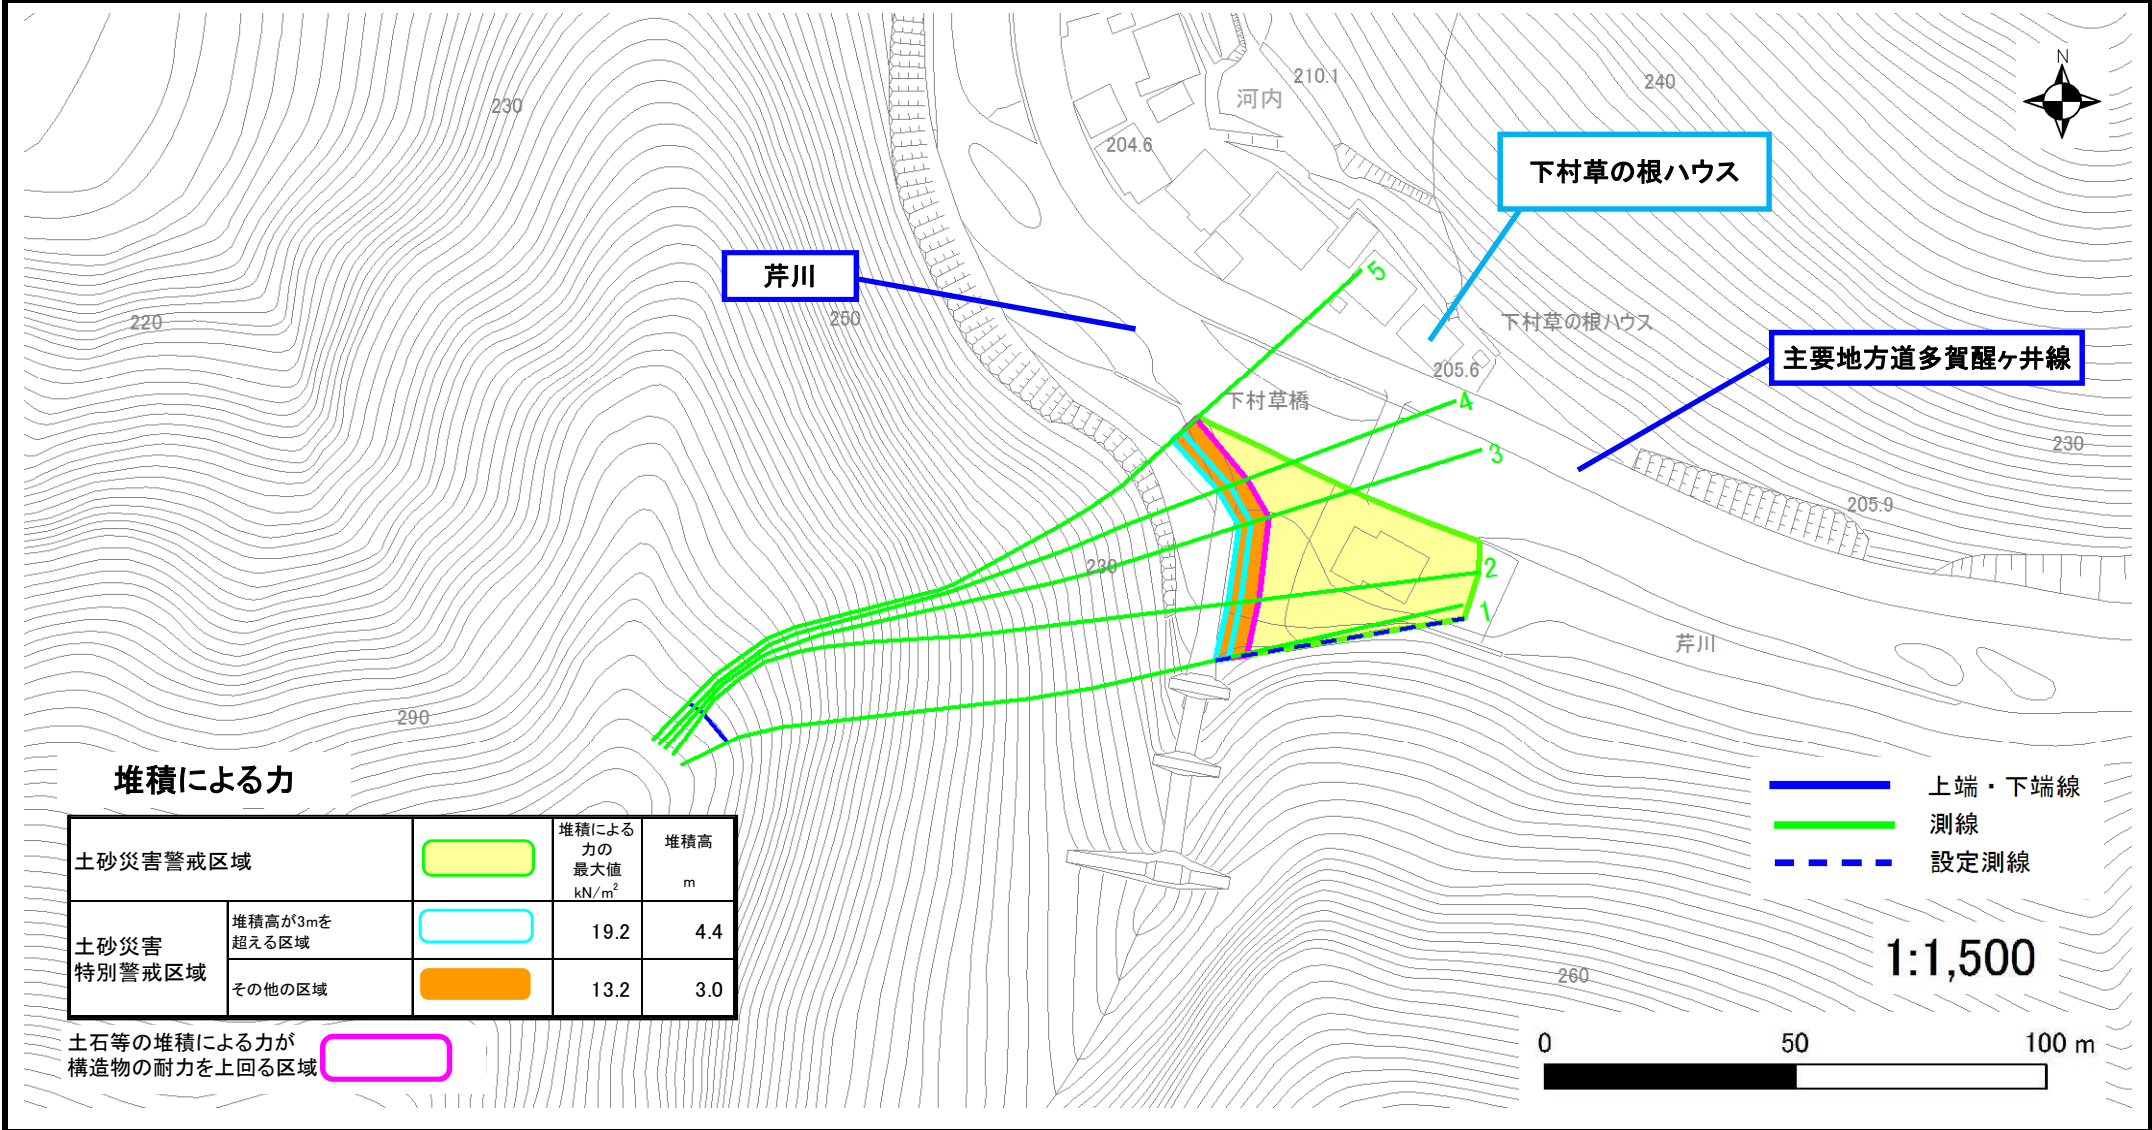 N
230
210.1
河内
240
204.6
下村草の根ハウス
芹川
220
250
下村草の根ハウス
主要地方道多賀醒ヶ井線
205.6
下村草橋
5
4
3
230
205.9
230
2
1
芹川
290
堆積による力
土砂災害警戒区域
堆積による
力の
最大値
kN/m²
堆積高
m
土砂災害
特別警戒区域
堆積高が3mを
超える区域
19.2
4.4
その他の区域
13.2
3.0
土石等の堆積による力が
構造物の耐力を上回る区域
上端・下端線
測線
設定測線
1:1,500
260
0 50 100 m